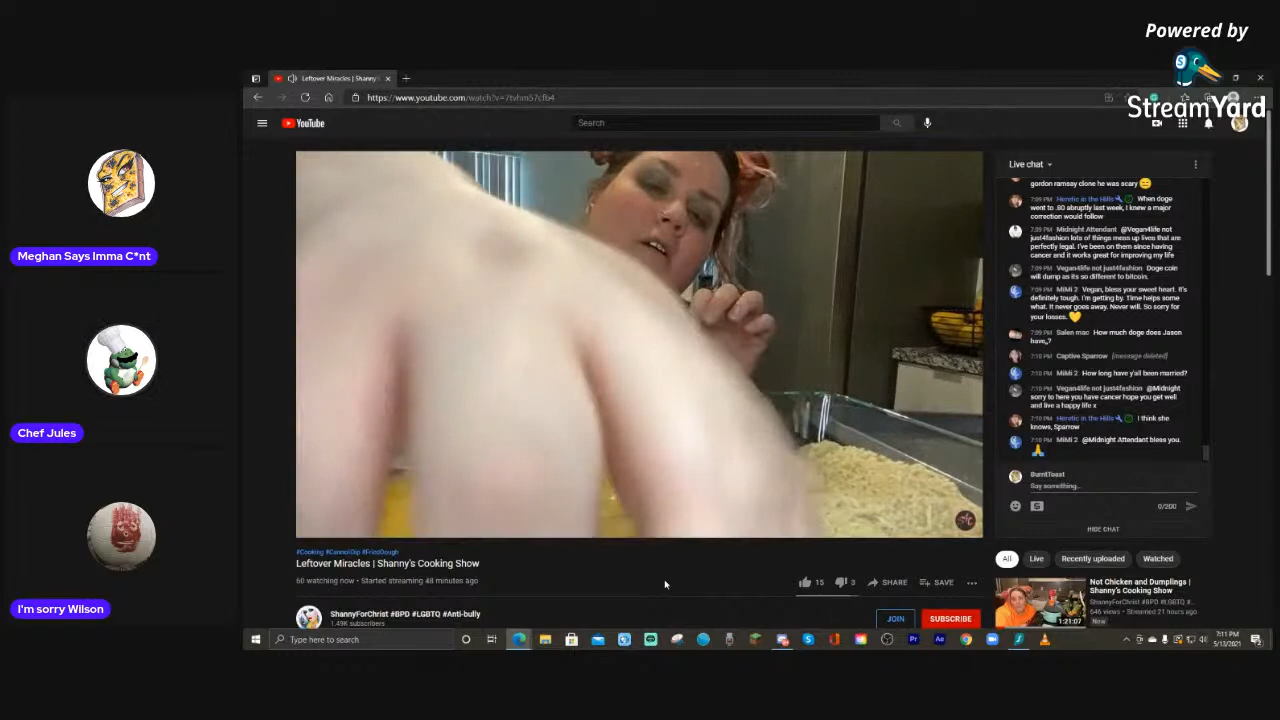 Powered by
StreamYard
Leftover Miracles | Shanny'
https://www.youtube.com/watch?v=7tvhm57cfb4
YouTube
Search
Live chat
gordon ramsay clone he was scary 😑
7:09 PM Heretic in the Hills When doge
went to .80 abruptly last week, I knew a major
correction would follow
7:09 PM Midnight Attendant @Vegan4life not
just4fashion lots of things mess up lives that are
perfectly legal. I've been on them since having
cancer and it works great for improving my life
7:09 PM Vegan4life not just4fashion Doge coin
will dump as its so different to bitcoin.
7:09 PM MiMi 2 Vegan, bless your sweet heart. It's
definitely tough. I'm getting by. Time helps some
what. It never goes away. Never will. So sorry for
your losses. 💛
7:09 PM Salen mac How much doge does Jason
have,,?
7:10 PM Captive Sparrow [message deleted]
7:10 PM MiMi 2 How long have y'all been married?
7:10 PM Vegan4life not just4fashion @Midnight
sorry to here you have cancer hope you get well
and live a happy life x
7:10 PM Heretic in the Hills I think she
knows, Sparrow
7:10 PM MiMi 2 @Midnight Attendant bless you.
🙏
BurntToast
Say something...
0/200
HIDE CHAT
Meghan Says Imma C*nt
Chef Jules
I'm sorry Wilson
#Cooking #CannoliDip #FriedDough
Leftover Miracles | Shanny's Cooking Show
60 watching now • Started streaming 48 minutes ago
15
3
SHARE
SAVE
ShannyForChrist #BPD #LGBTQ #Anti-bully
1.49K subscribers
JOIN
SUBSCRIBE
All
Live
Recently uploaded
Watched
Not Chicken and Dumplings |
Shanny's Cooking Show
ShannyForChrist #BPD #LGBTQ #...
646 views • Streamed 21 hours ago
New
1:21:07
Type here to search
7:11 PM
5/13/2021